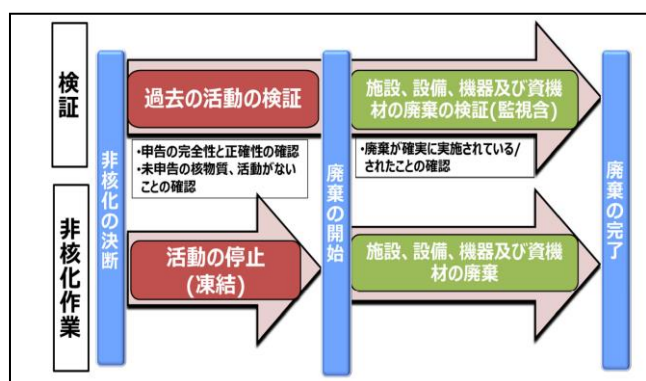 検証
非核化作業
非核化の決断
過去の活動の検証
・申告の完全性と正確性の確認
・未申告の核物質、活動がない
ことの確認
活動の停止
(凍結)
廃棄の開始
施設、設備、機器及び資機
材の廃棄の検証(監視含)
・廃棄が確実に実施されている/
されたことの確認
施設、設備、機器及び資機
材の廃棄
廃棄の完了